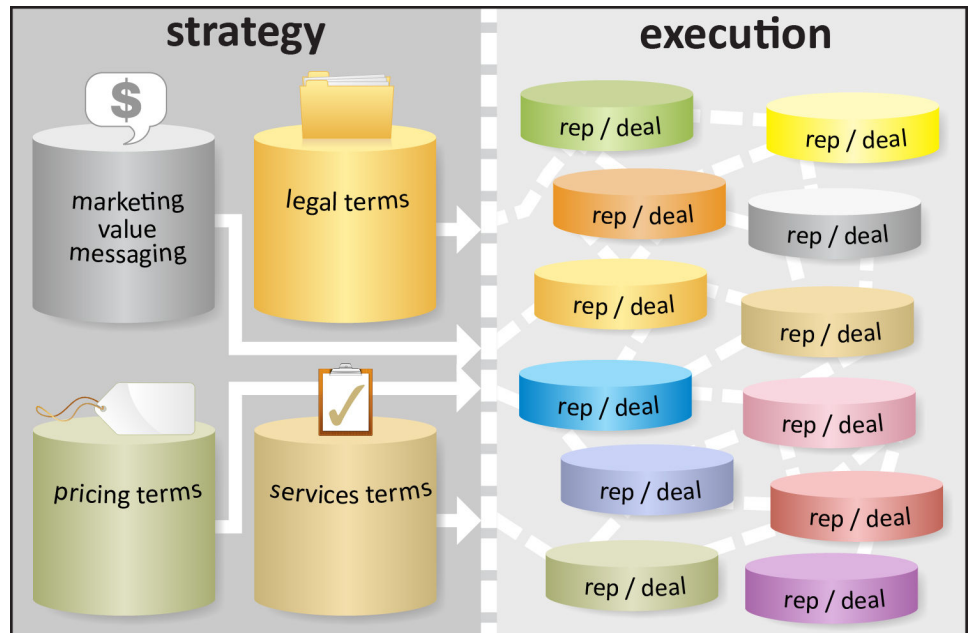 strategy
execution
$
marketing
value
messaging
legal terms
pricing terms
services terms
rep / deal
rep / deal
rep / deal
rep / deal
rep / deal
rep / deal
rep / deal
rep / deal
rep / deal
rep / deal
rep / deal
rep / deal